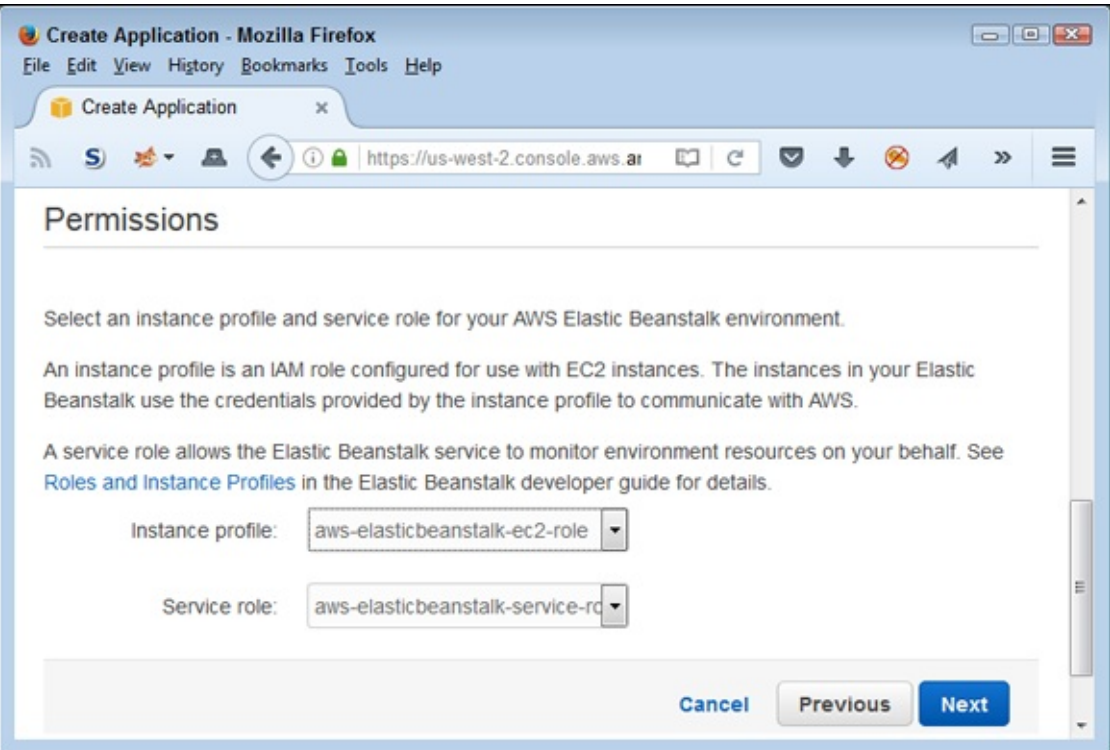 Create Application - Mozilla Firefox
File Edit View History Bookmarks Tools Help
Create Application
https://us-west-2.console.aws.ar
Permissions
Select an instance profile and service role for your AWS Elastic Beanstalk environment.
An instance profile is an IAM role configured for use with EC2 instances. The instances in your Elastic
Beanstalk use the credentials provided by the instance profile to communicate with AWS.
A service role allows the Elastic Beanstalk service to monitor environment resources on your behalf. See
Roles and Instance Profiles in the Elastic Beanstalk developer guide for details.
Instance profile: aws-elasticbeanstalk-ec2-role
Service role: aws-elasticbeanstalk-service-ro
Cancel Previous Next